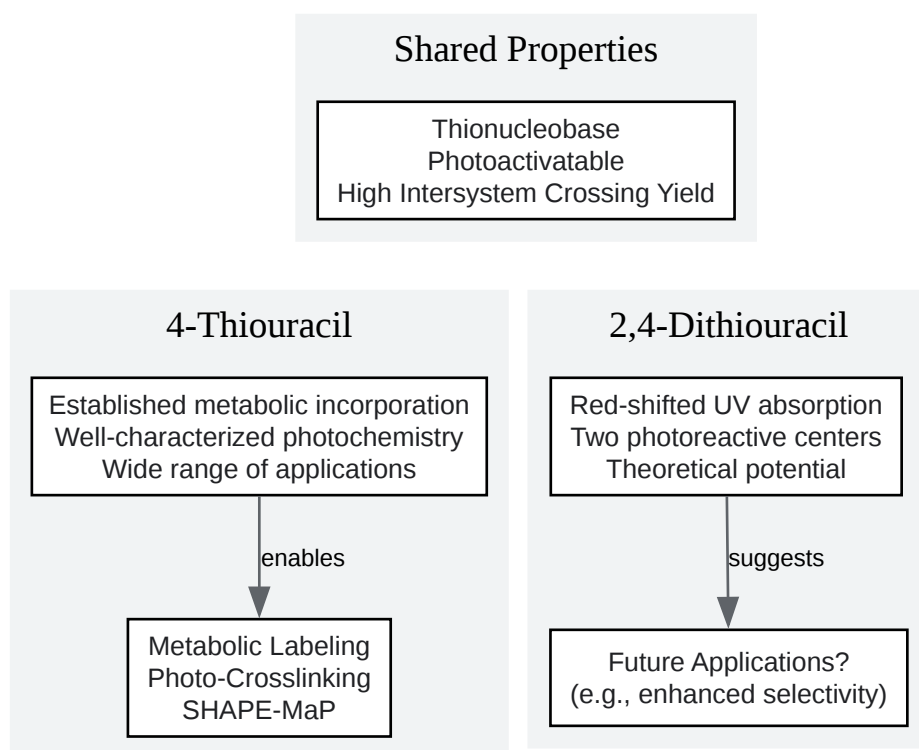 Shared Properties
Thionucleobase
Photoactivatable
High Intersystem Crossing Yield
4-Thiouracil
Established metabolic incorporation
Well-characterized photochemistry
Wide range of applications
enables
Metabolic Labeling
Photo-Crosslinking
SHAPE-MaP
2,4-Dithiouracil
Red-shifted UV absorption
Two photoreactive centers
Theoretical potential
suggests
Future Applications?
(e.g., enhanced selectivity)